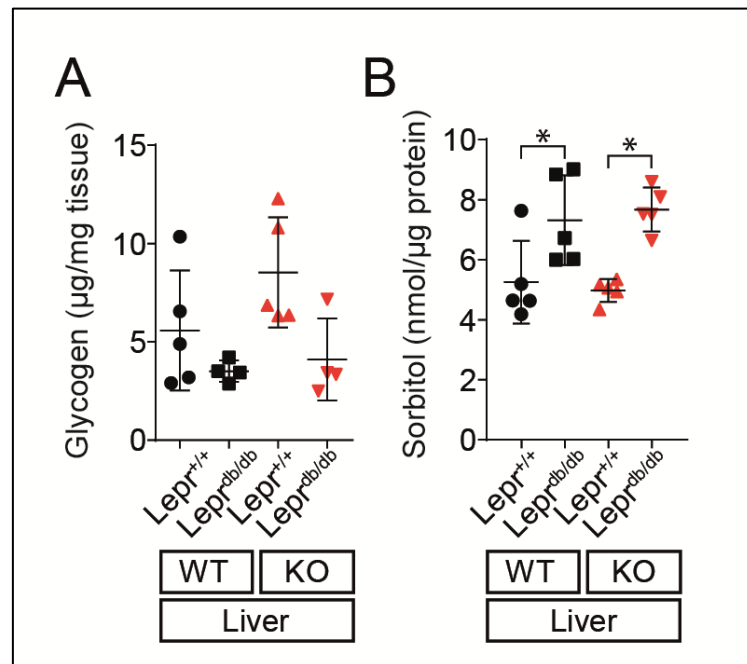 A
Glycogen (µg/mg tissue)
15
10
5
0
Lepr+/+
Leprdb/db
Lepr+/+
Leprdb/db
WT
KO
Liver
B
Sorbitol (nmol/µg protein)
10
8
6
4
2
0
*
*
Lepr+/+
Leprdb/db
Lepr+/+
Leprdb/db
WT
KO
Liver